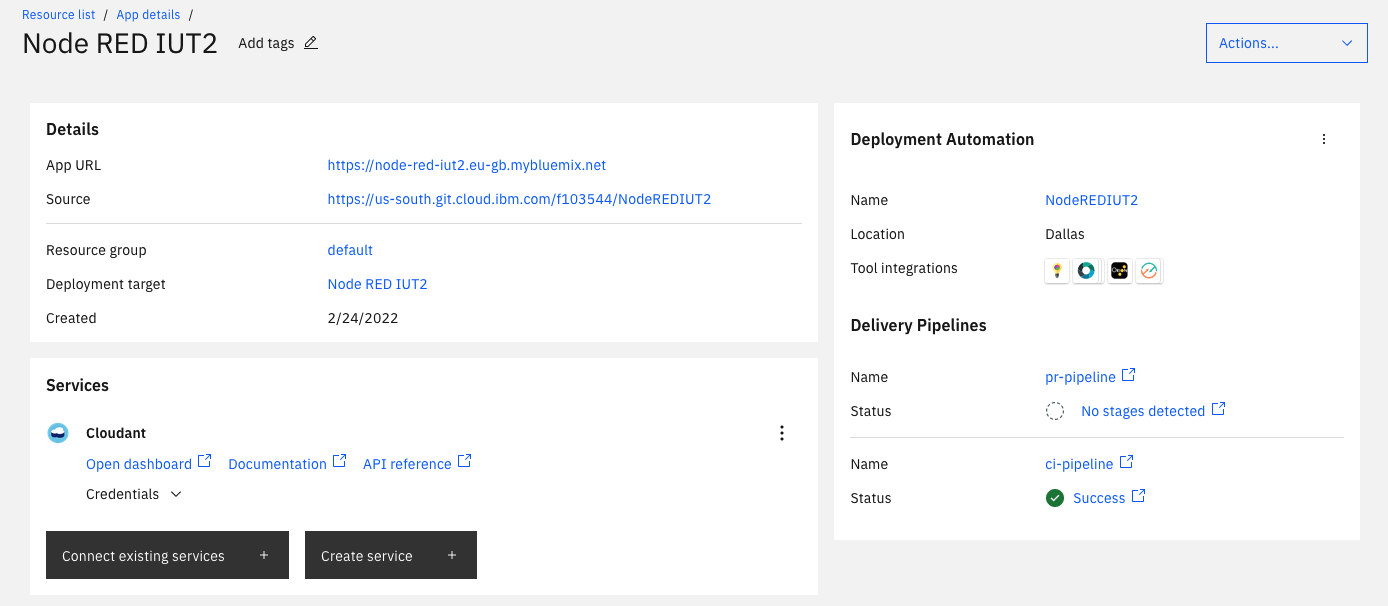 Resource list / App details /
Node RED IUT2 Add tags
Actions...
Details
App URL https://node-red-iut2.eu-gb.mybluemix.net
Source https://us-south.git.cloud.ibm.com/f103544/NodeREDIUT2
Resource group default
Deployment target Node RED IUT2
Created 2/24/2022
Services
Cloudant
Open dashboard Documentation API reference
Credentials
Connect existing services +
Create service +
Deployment Automation
Name NodeREDIUT2
Location Dallas
Tool integrations
Delivery Pipelines
Name pr-pipeline
Status No stages detected
Name ci-pipeline
Status Success